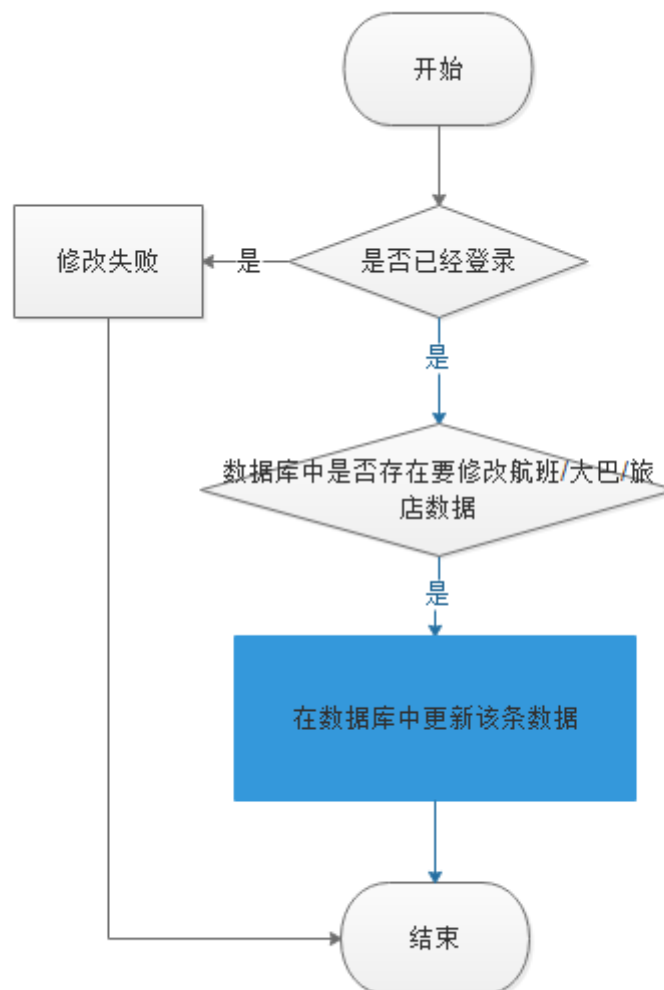 开始
修改失败
是
是否已经登录
是
数据库中是否存在要修改航班/大巴/旅
店数据
是
在数据库中更新该条数据
结束